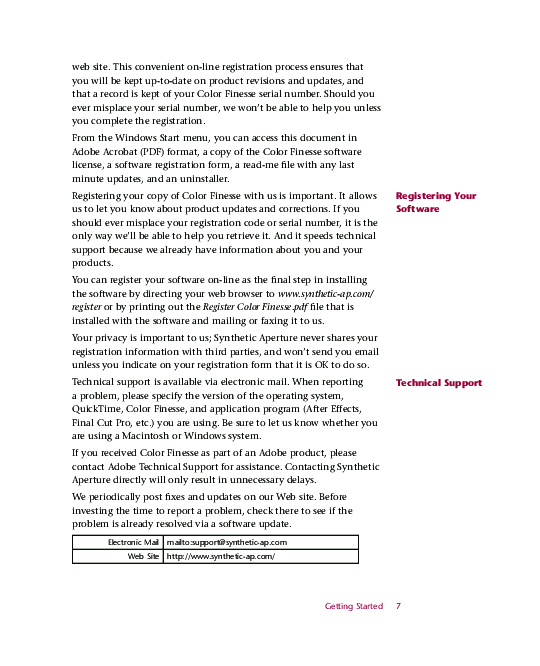 web site. This convenient on-line registration process ensures that
you will be kept up-to-date on product revisions and updates, and
that a record is kept of your Color Finesse serial number. Should you
ever misplace your serial number, we won't be able to help you unless
you complete the registration.
From the Windows Start menu, you can access this document in
Adobe Acrobat (PDF) format, a copy of the Color Finesse software
license, a software registration form, a read-me file with any last
minute updates, and an uninstaller.
Registering Your
Software
Registering your copy of Color Finesse with us is important. It allows
us to let you know about product updates and corrections. If you
should ever misplace your registration code or serial number, it is the
only way we'll be able to help you retrieve it. And it speeds technical
support because we already have information about you and your
products.
You can register your software on-line as the final step in installing
the software by directing your web browser to www.synthetic-ap.com/
register or by printing out the Register Color Finesse.pdf file that is
installed with the software and mailing or faxing it to us.
Your privacy is important to us; Synthetic Aperture never shares your
registration information with third parties, and won't send you email
unless you indicate on your registration form that it is OK to do so.
Technical Support
Technical support is available via electronic mail. When reporting
a problem, please specify the version of the operating system,
QuickTime, Color Finesse, and application program (After Effects,
Final Cut Pro, etc.) you are using. Be sure to let us know whether you
are using a Macintosh or Windows system.
If you received Color Finesse as part of an Adobe product, please
contact Adobe Technical Support for assistance. Contacting Synthetic
Aperture directly will only result in unnecessary delays.
We periodically post fixes and updates on our Web site. Before
investing the time to report a problem, check there to see if the
problem is already resolved via a software update.
Electronic Mail mailto:support@synthetic-ap.com
Web Site http://www.synthetic-ap.com/
Getting Started 7